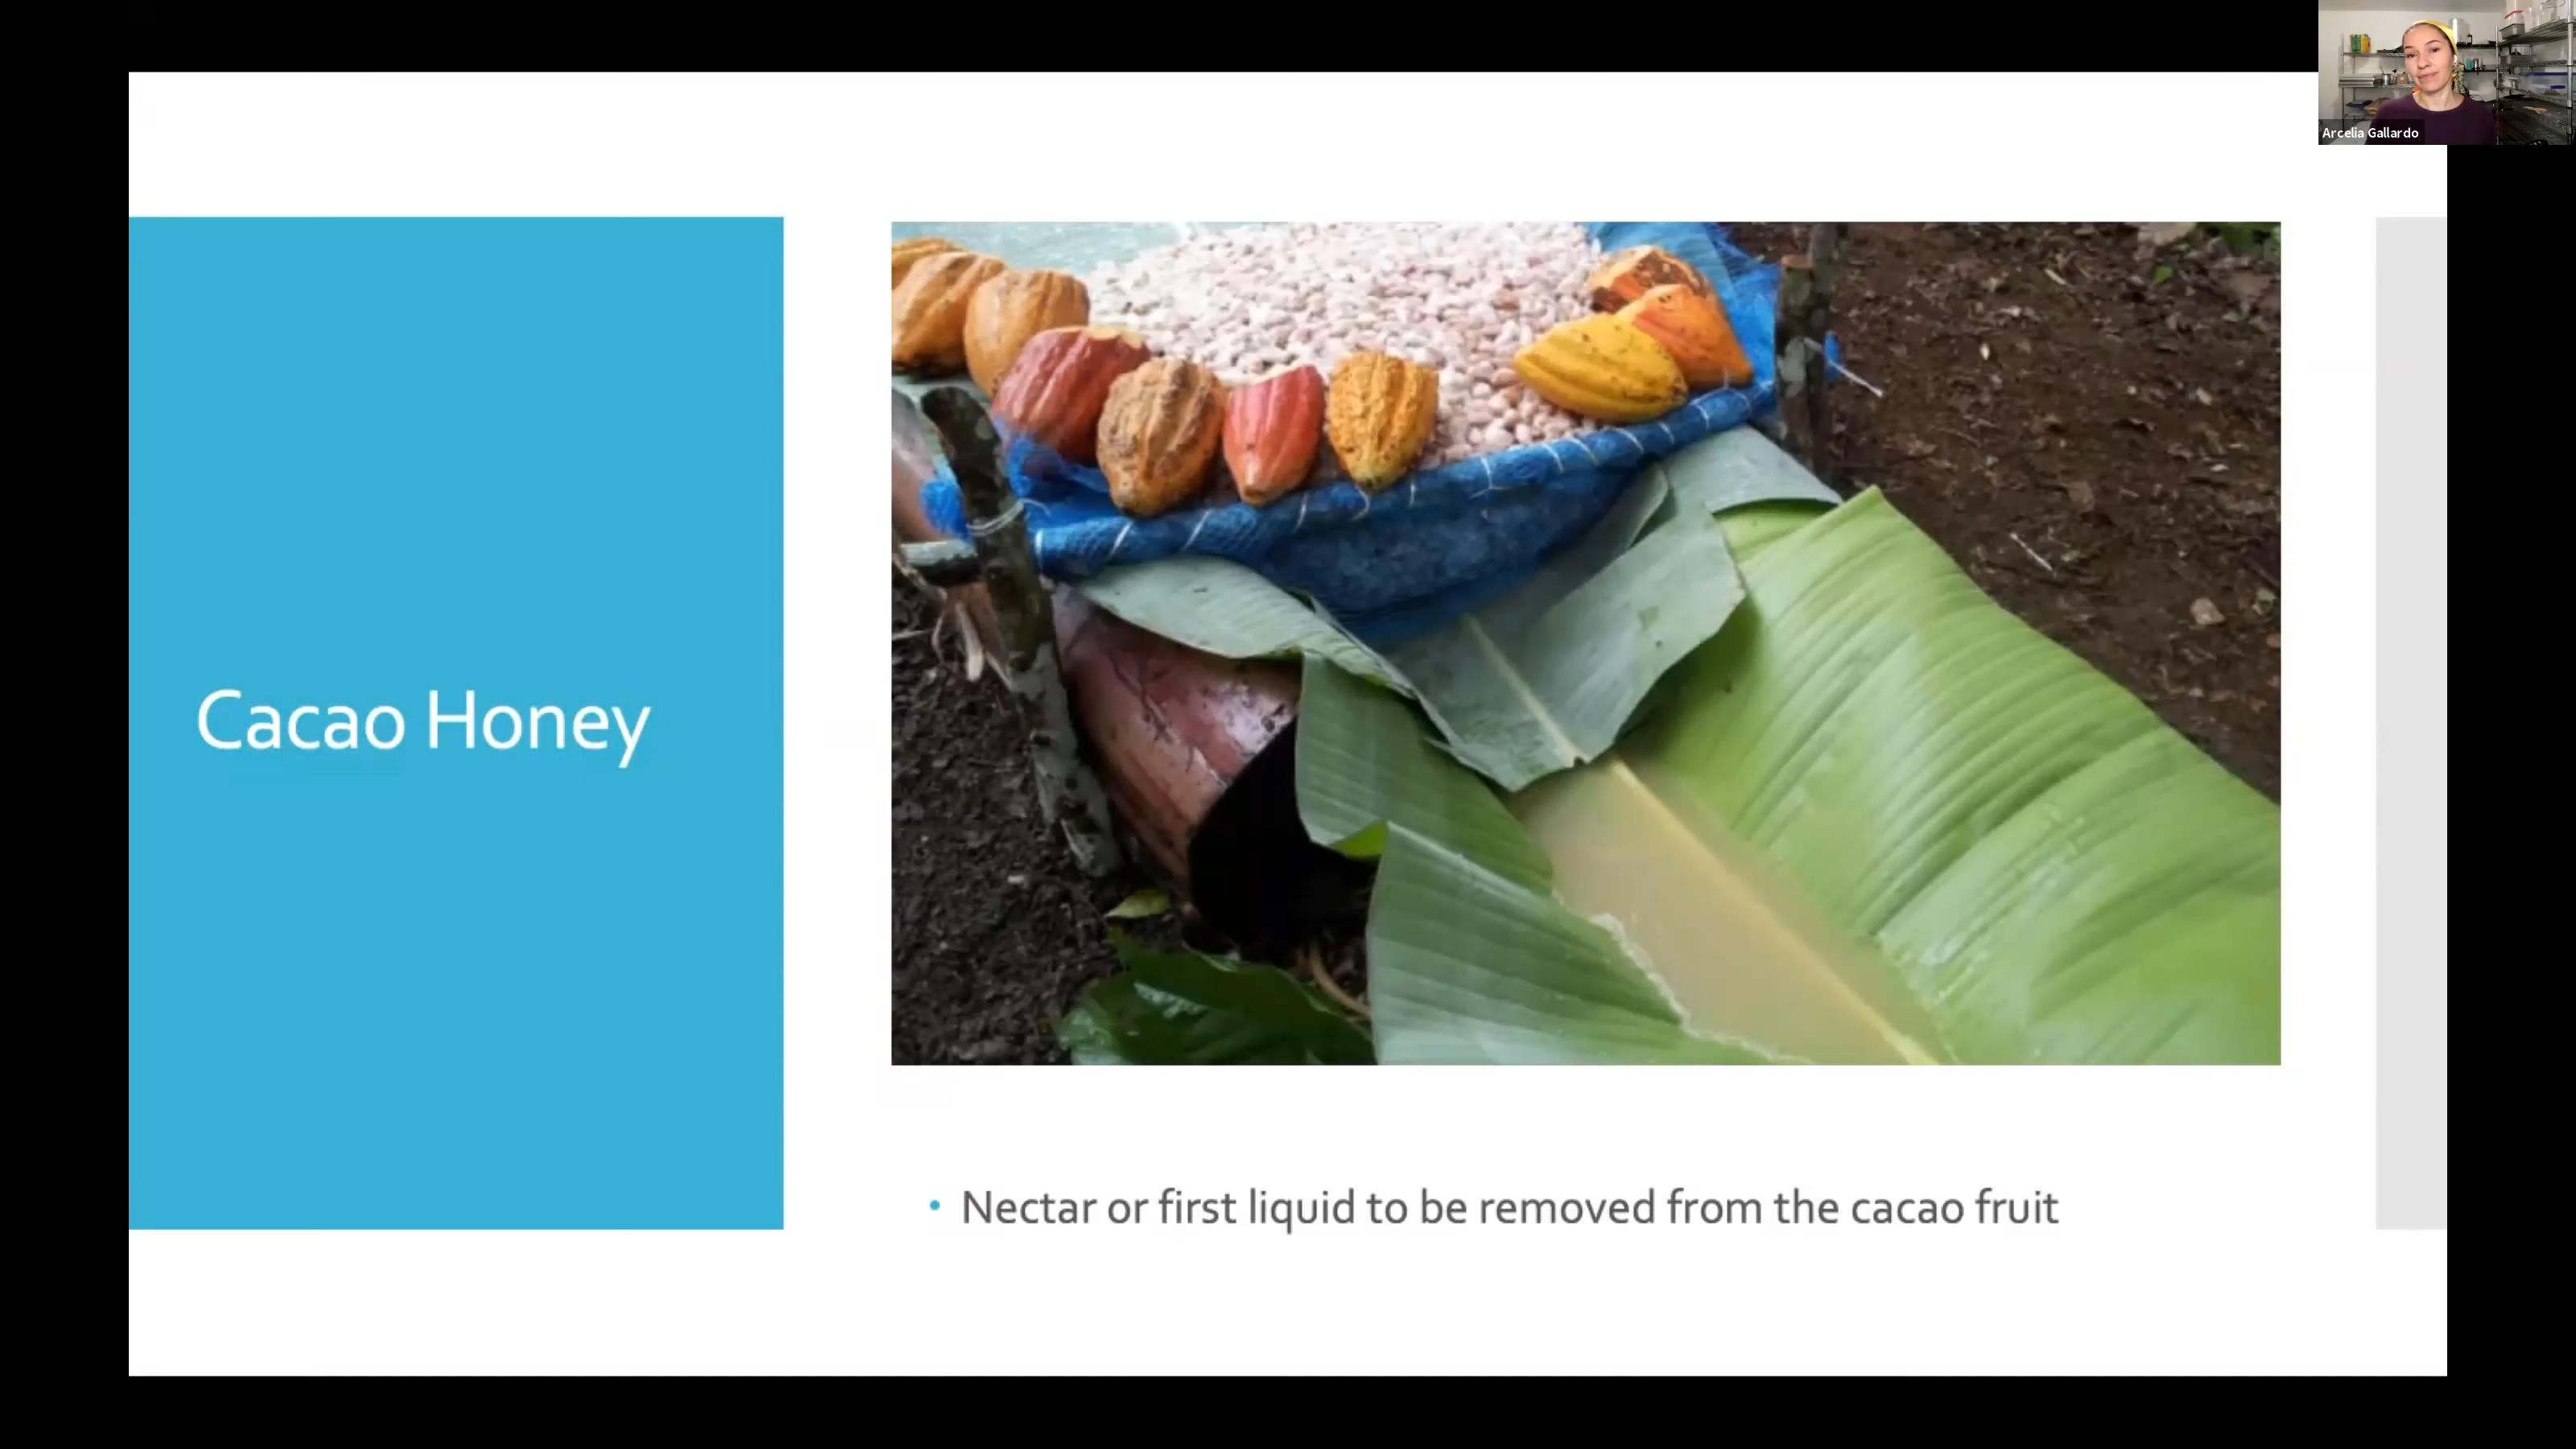 Arcelia Gallardo
Cacao Honey
• Nectar or first liquid to be removed from the cacao fruit